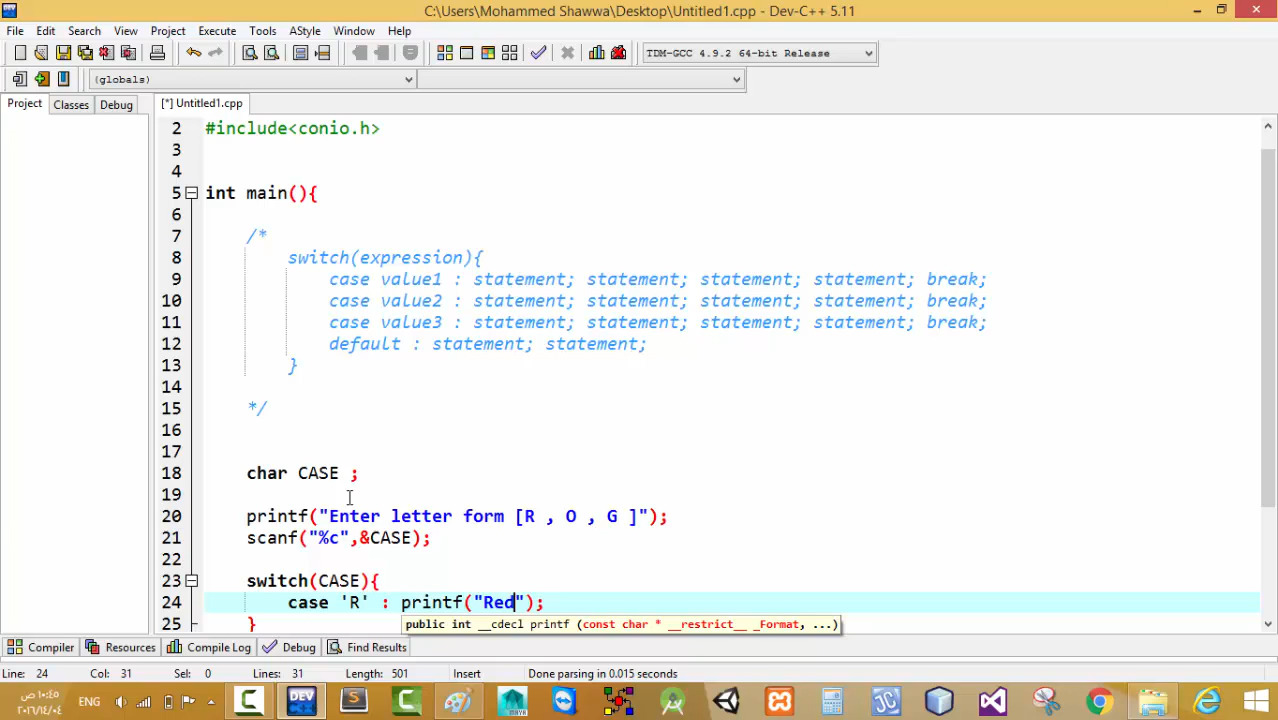 C:\Users\Mohammed Shawwa\Desktop\Untitled1.cpp - Dev-C++ 5.11
File Edit Search View Project Execute Tools AStyle Window Help
TDM-GCC 4.9.2 64-bit Release
(globals)
Project Classes Debug [*] Untitled1.cpp
2 #include<conio.h>
3
4
5 int main(){
6
7 /*
8 switch(expression){
9 case value1 : statement; statement; statement; statement; break;
10 case value2 : statement; statement; statement; statement; break;
11 case value3 : statement; statement; statement; statement; break;
12 default : statement; statement;
13 }
14
15 */
16
17
18 char CASE ;
19
20 printf("Enter letter form [R , O , G ]");
21 scanf("%c",&CASE);
22
23 switch(CASE){
24 case 'R' : printf("Red");
25 }
public int __cdecl printf (const char * __restrict__ _Format, ...)
Compiler Resources Compile Log Debug Find Results
Line: 24 Col: 31 Sel: 0 Lines: 31 Length: 501 Insert Done parsing in 0.015 seconds
ENG
١٠:٤٥ ص
٢٠١٦/١٤/٠٤